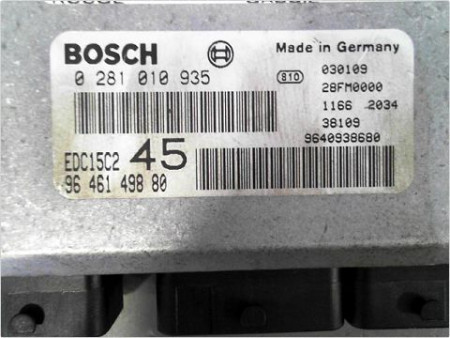 BOSCH
Made in Germany
0 281 010 935
S10
030109
28FM0000
1166 2034
38109
9640938680
EDC15C2 45
96 461 498 80